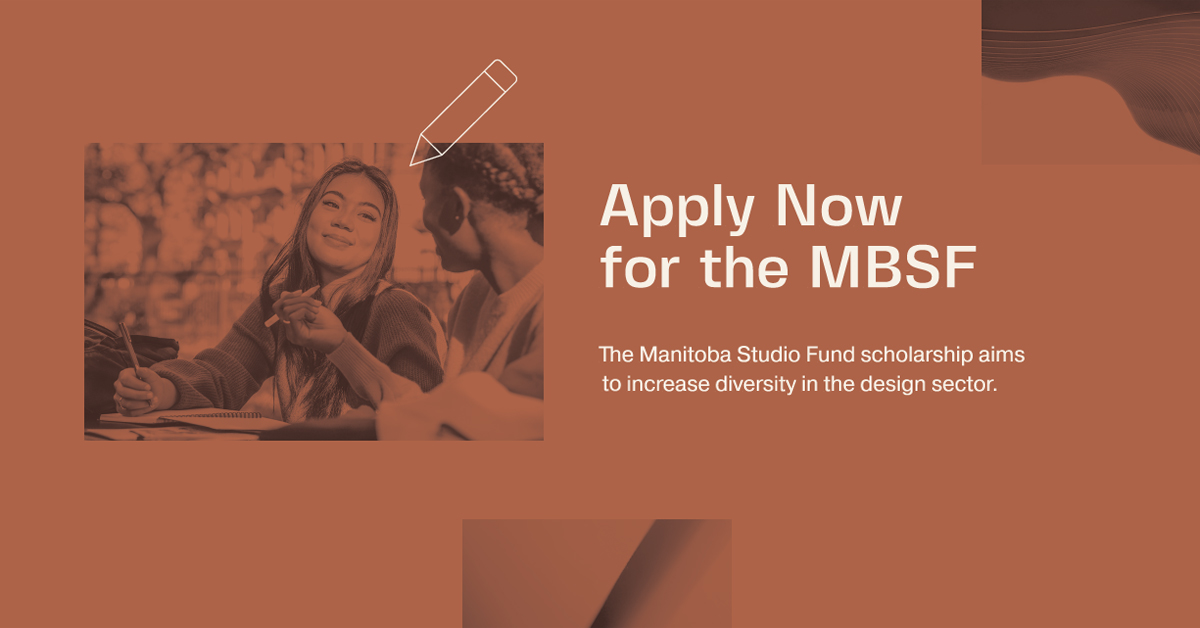 Apply Now
for the MBSF
The Manitoba Studio Fund scholarship aims
to increase diversity in the design sector.